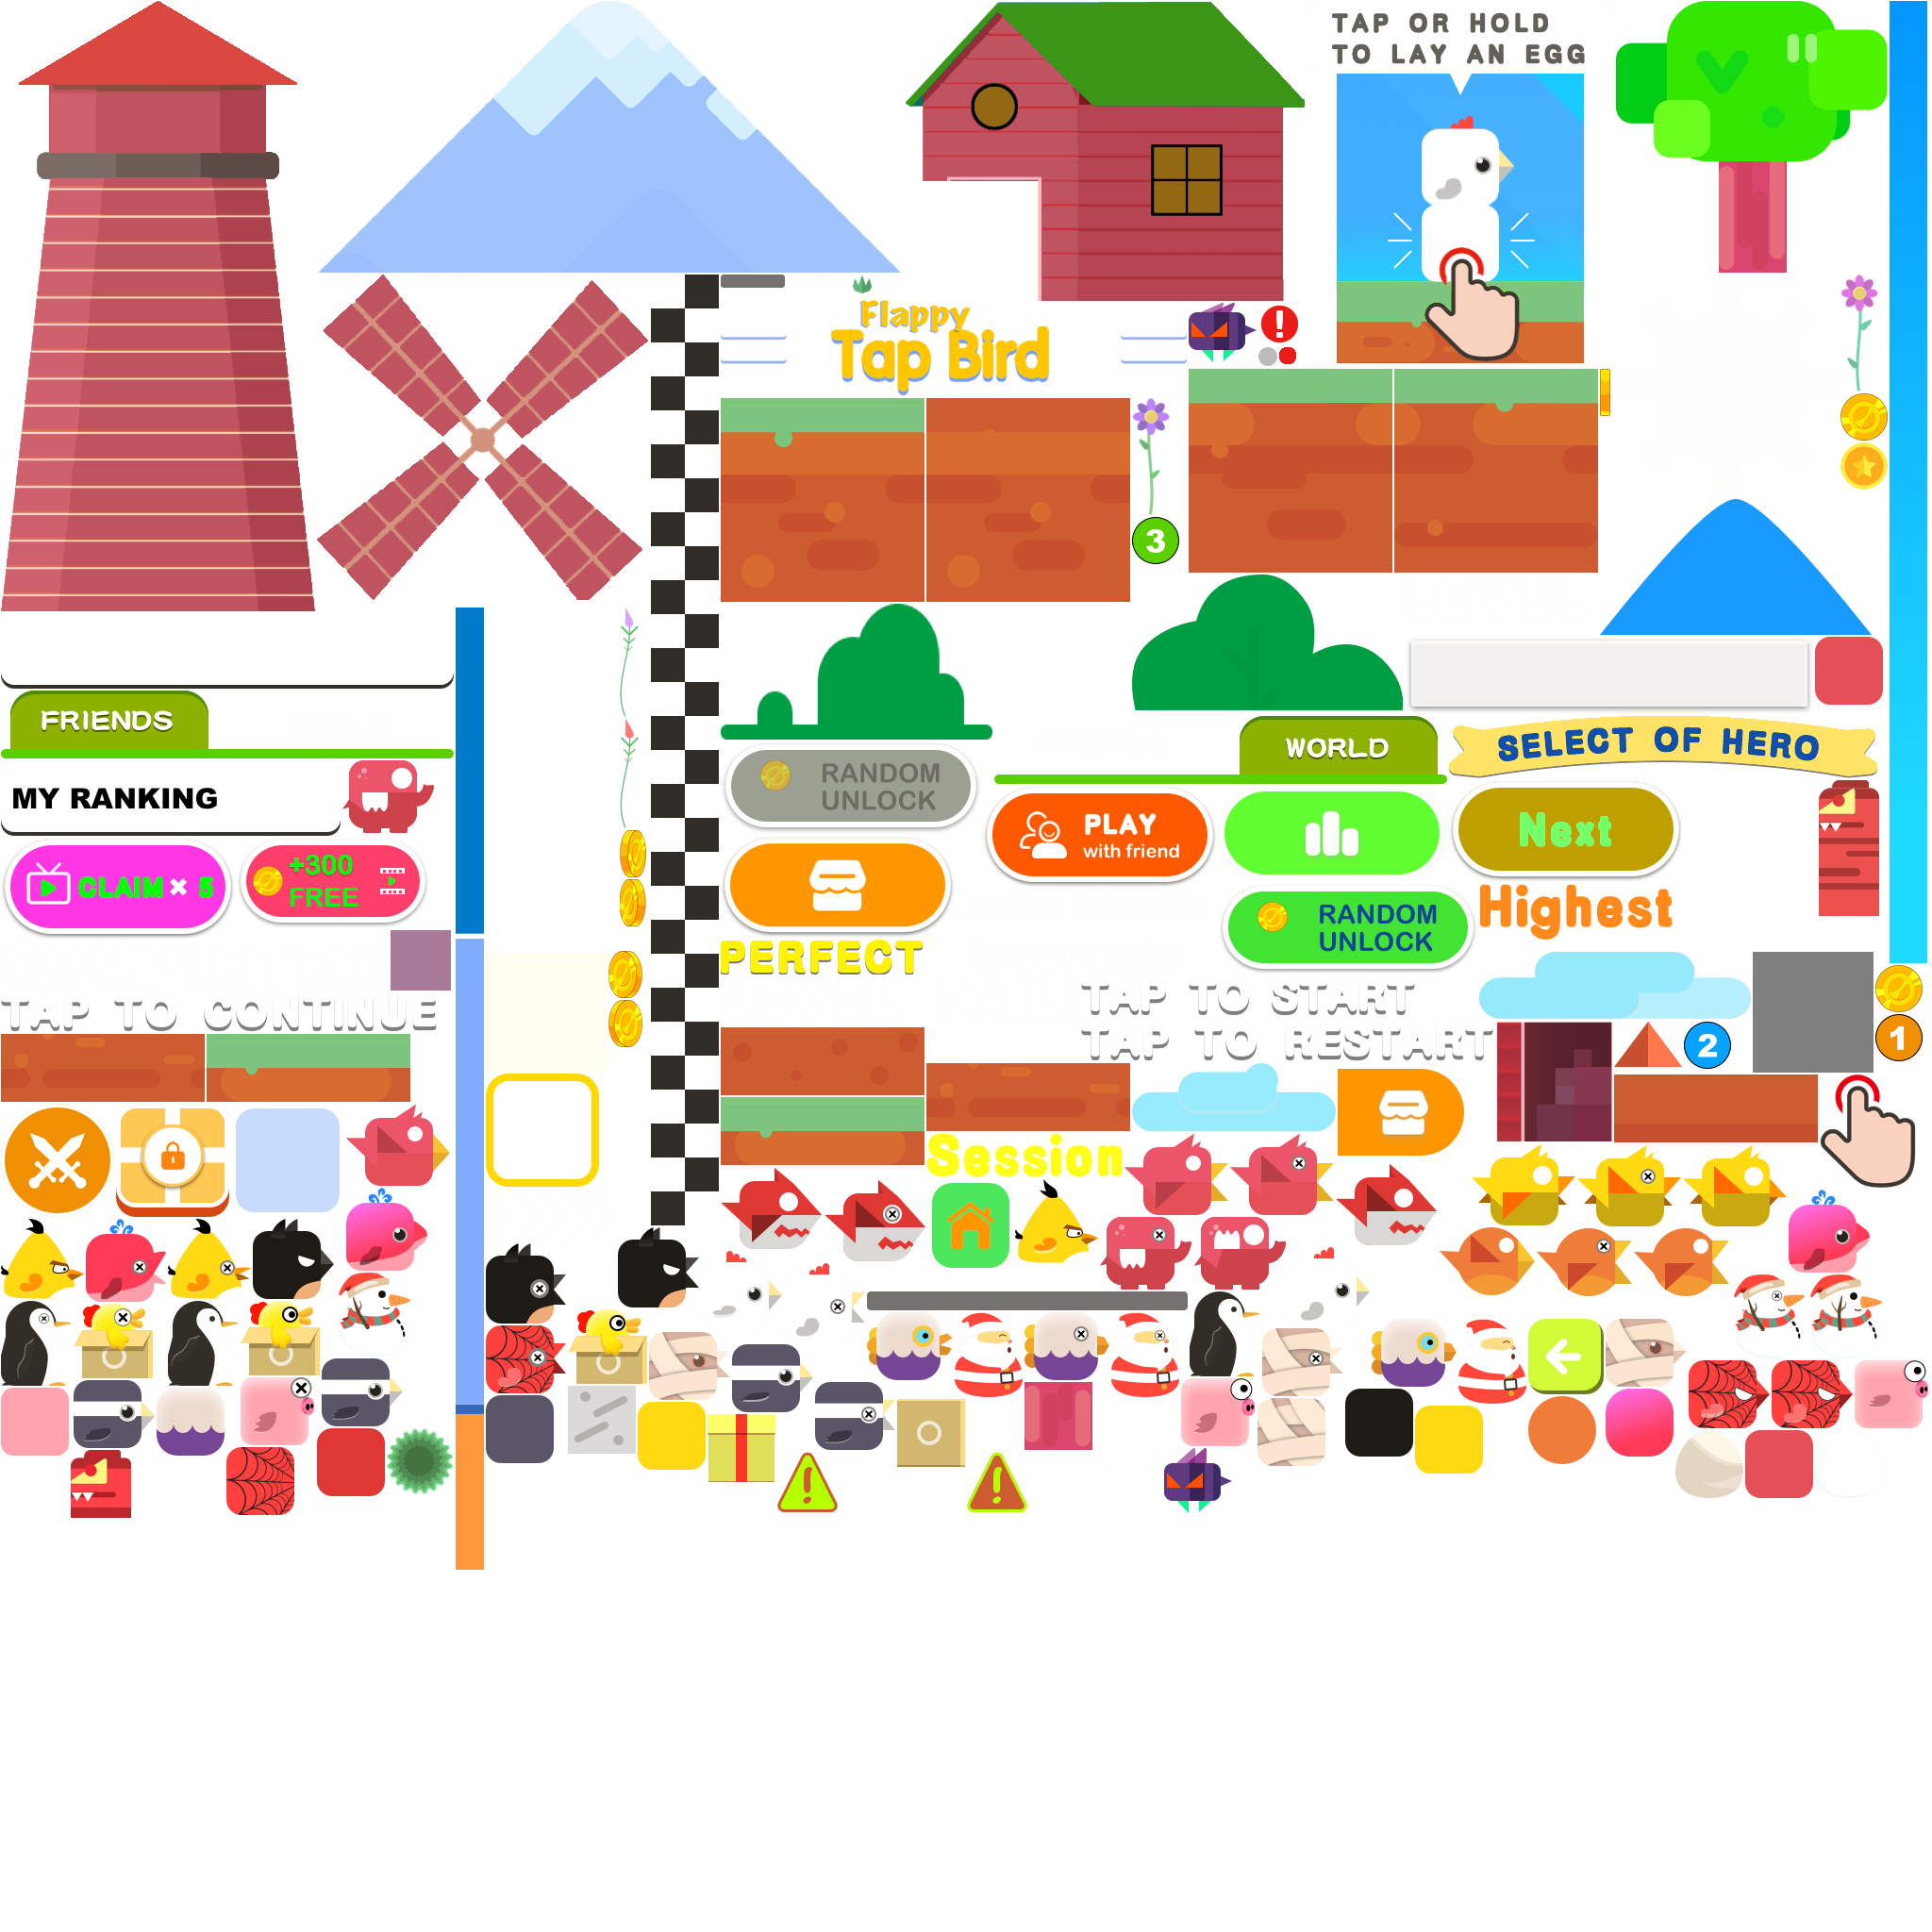 TAP OR HOLD
TO LAY AN EGG
Flappy
Tap Bird
3
FRIENDS
WORLD
SELECT OF HERO
MY RANKING
RANDOM
UNLOCK
PLAY
with friend
Next
CLAIM × 5
+300
FREE
Highest
RANDOM
UNLOCK
PERFECT
TAP TO START
TAP TO CONTINUE
TAP TO RESTART
2
1
Session